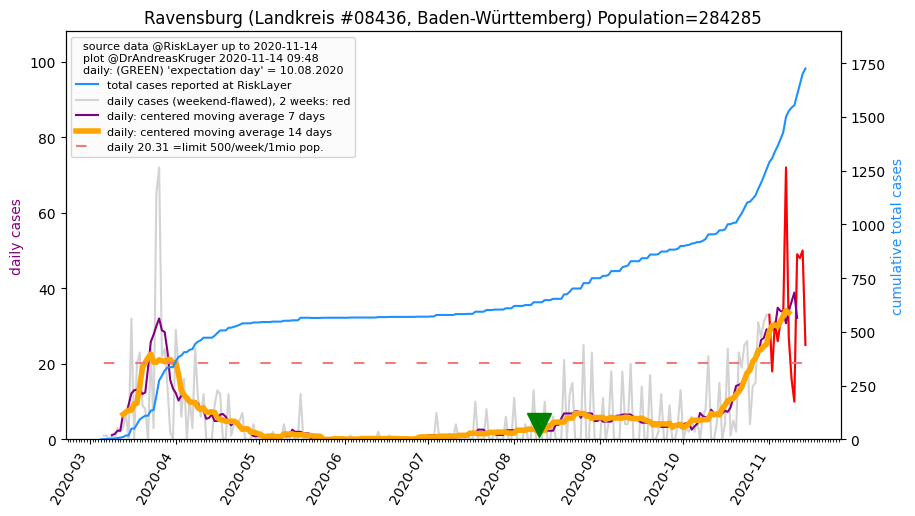 Ravensburg (Landkreis #08436, Baden-Württemberg) Population=284285
source data @RiskLayer up to 2020-11-14
plot @DrAndreasKruger 2020-11-14 09:48
daily: (GREEN) 'expectation day' = 10.08.2020
total cases reported at RiskLayer
daily cases (weekend-flawed), 2 weeks: red
daily: centered moving average 7 days
daily: centered moving average 14 days
daily 20.31 =limit 500/week/1mio pop.
daily cases
100
80
60
40
20
0
cumulative total cases
1750
1500
1250
1000
750
500
250
0
2020-03
2020-04
2020-05
2020-06
2020-07
2020-08
2020-09
2020-10
2020-11